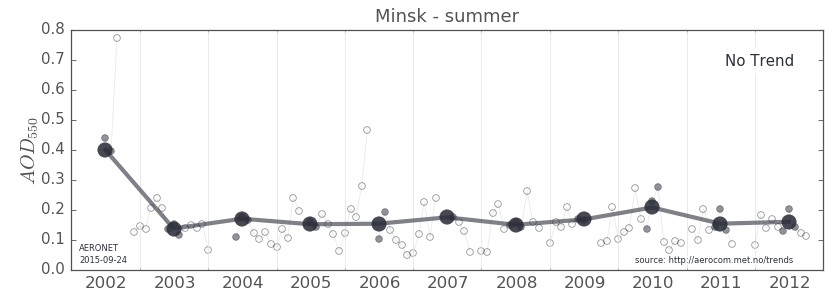 Minsk - summer
0.8
0.7
0.6
0.5
0.4
0.3
0.2
0.1
0.0
AOD550
No Trend
AERONET
2015-09-24
source: http://aerocom.met.no/trends
2002 2003 2004 2005 2006 2007 2008 2009 2010 2011 2012